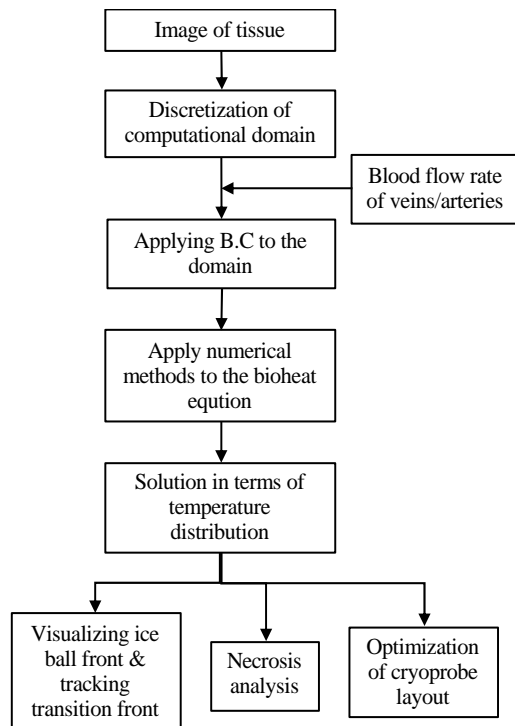 Image of tissue
Discretization of
computational domain
Blood flow rate
of veins/arteries
Applying B.C to the
domain
Apply numerical
methods to the bioheat
eqution
Solution in terms of
temperature
distribution
Visualizing ice
ball front &
tracking
transition front
Necrosis
analysis
Optimization
of cryoprobe
layout